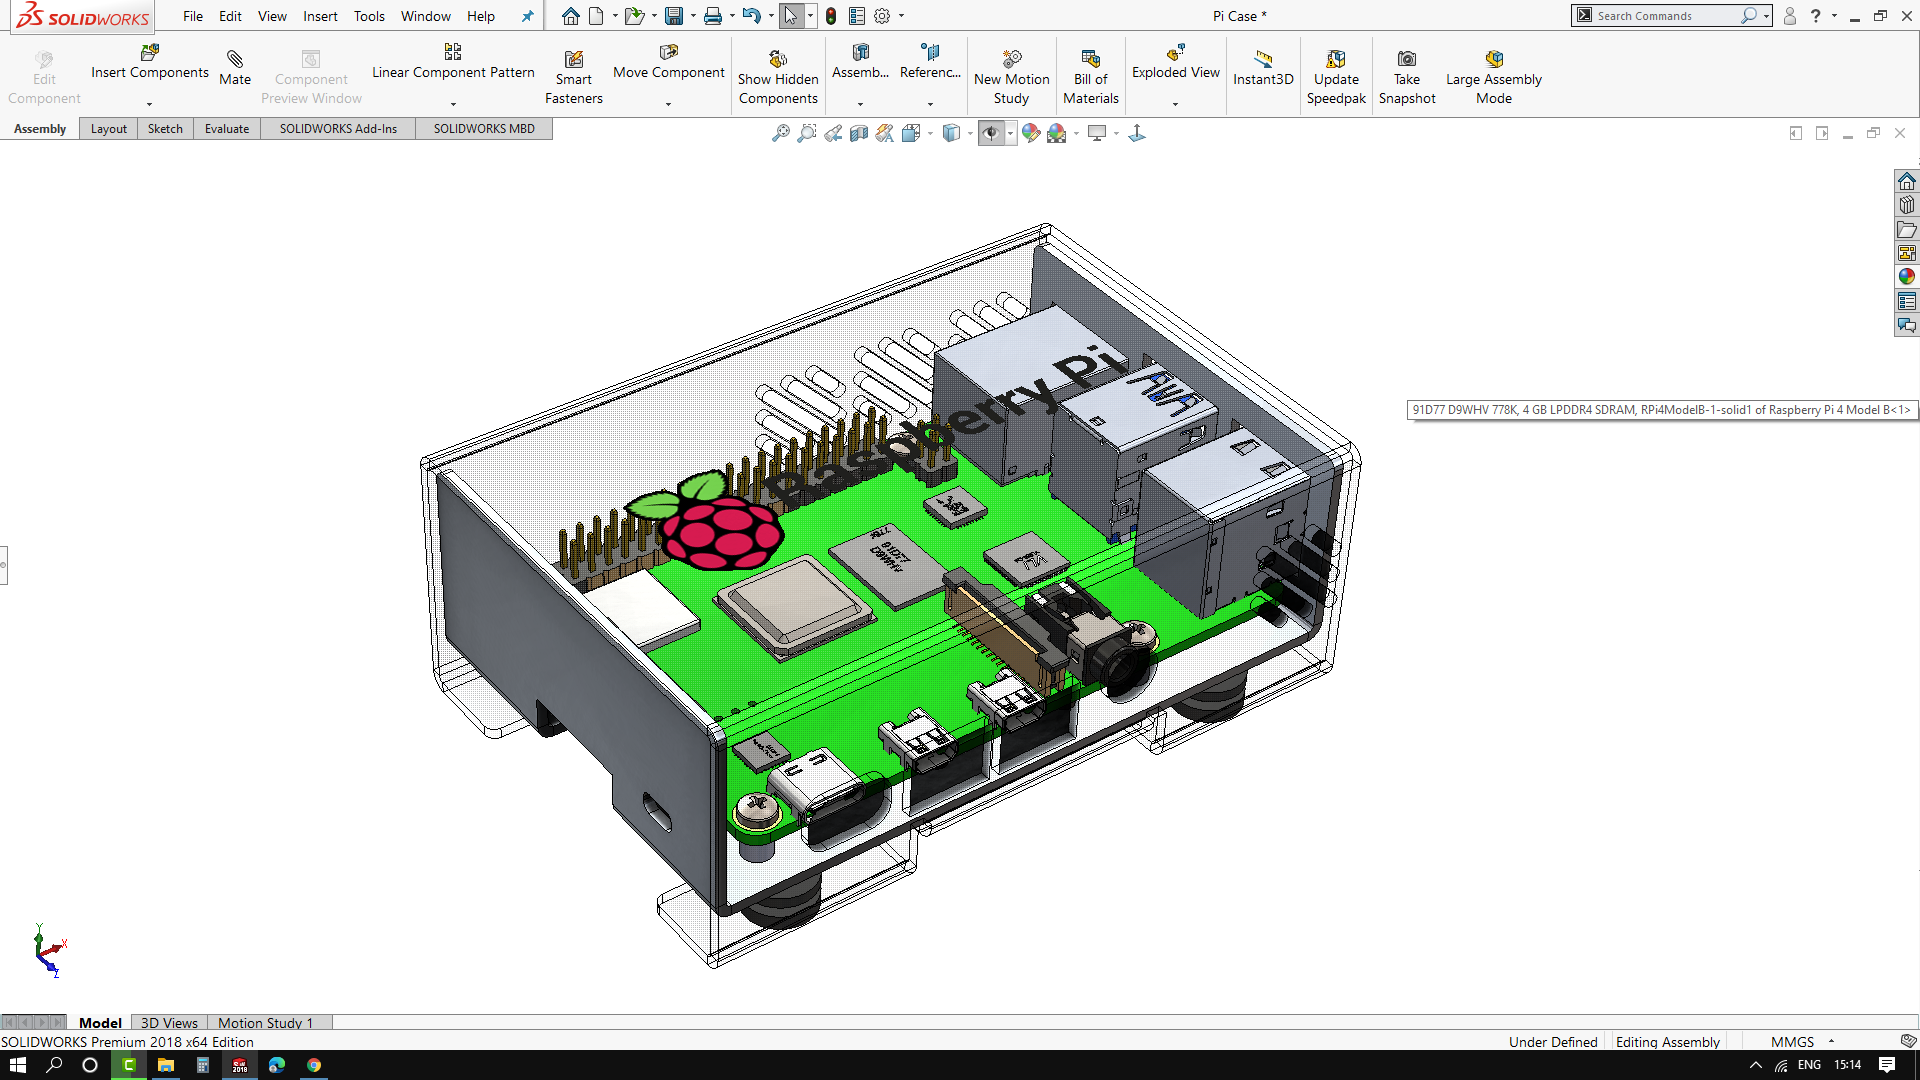 SOLIDWORKS
File Edit View Insert Tools Window Help
Pi Case *
Search Commands
Edit Component
Insert Components
Mate
Component Preview Window
Linear Component Pattern
Smart Fasteners
Move Component
Show Hidden Components
Assemb...
Referenc...
New Motion Study
Bill of Materials
Exploded View
Instant3D
Update Speedpak
Take Snapshot
Large Assembly Mode
Assembly Layout Sketch Evaluate SOLIDWORKS Add-Ins SOLIDWORKS MBD
Raspberry Pi
91D77 D9WHV 778K, 4 GB LPDDR4 SDRAM, RPi4ModelB-1-solid1 of Raspberry Pi 4 Model B<1>
91D77
D9WHV
VLI
Y
X
Z
Model 3D Views Motion Study 1
SOLIDWORKS Premium 2018 x64 Edition
Under Defined Editing Assembly MMGS
2018
ENG 15:14